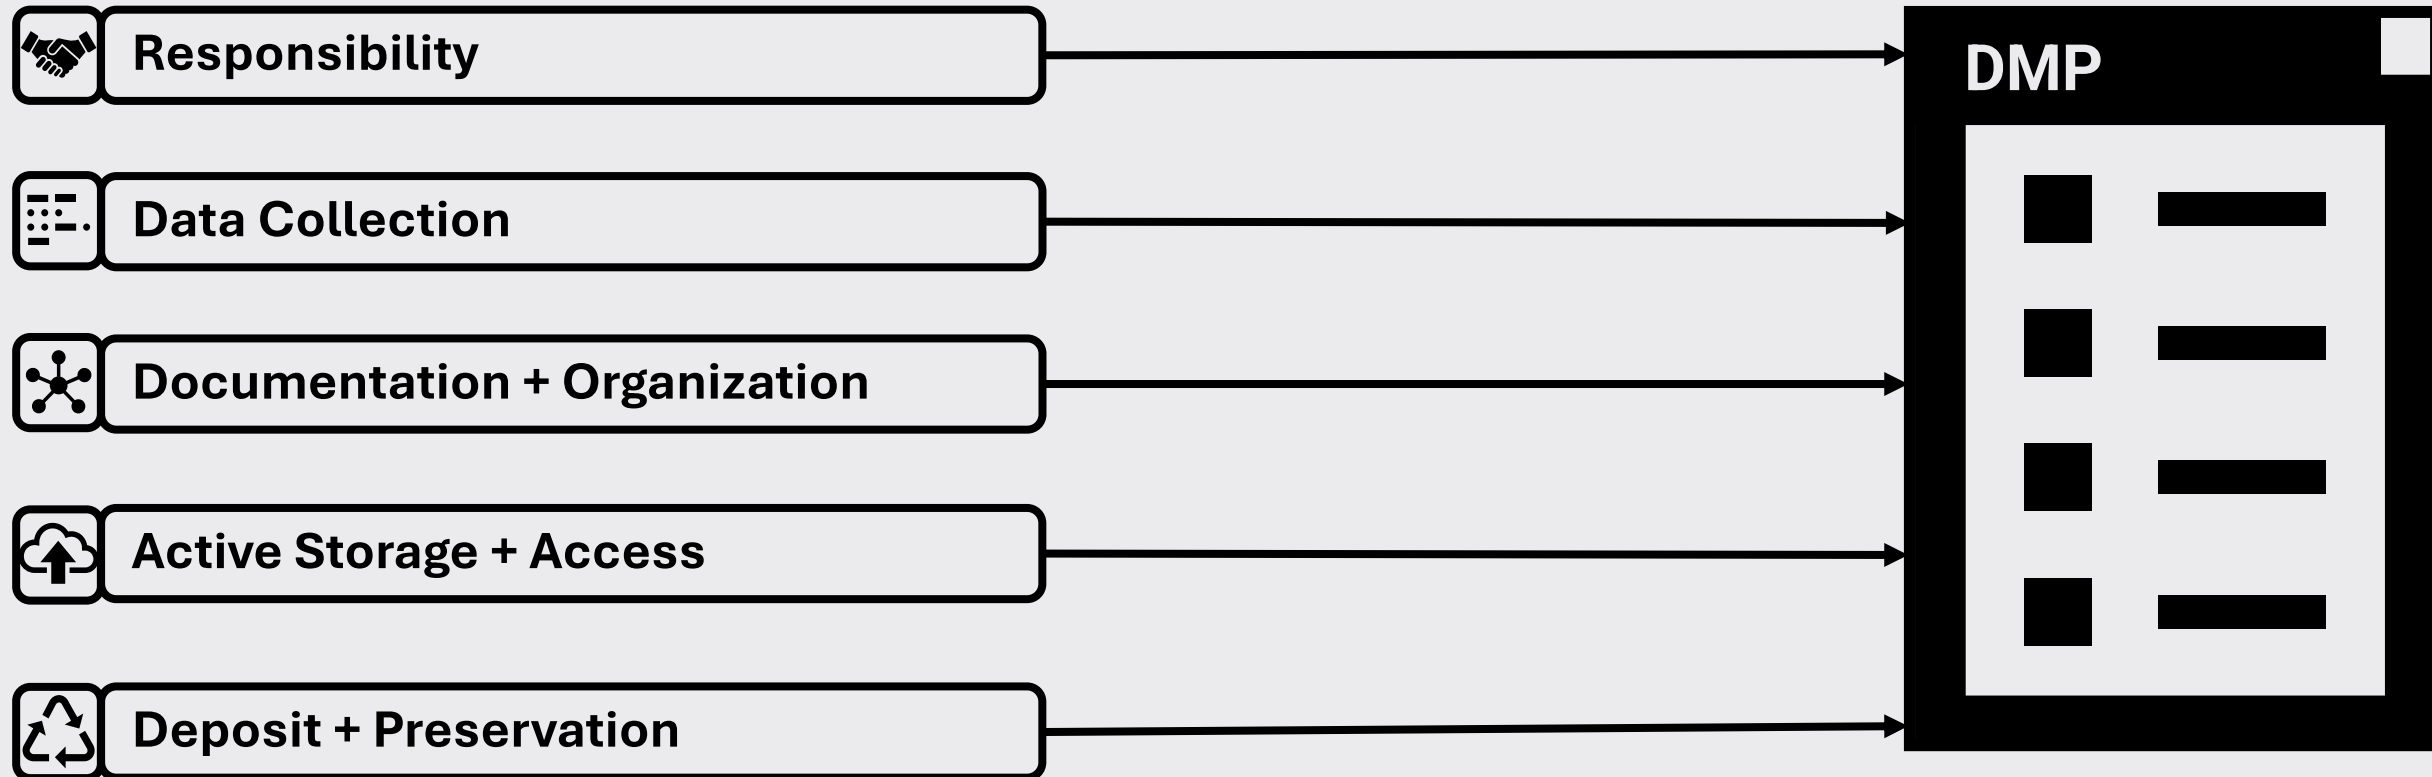 Responsibility
DMP
Data Collection
Documentation + Organization
Active Storage + Access
Deposit + Preservation